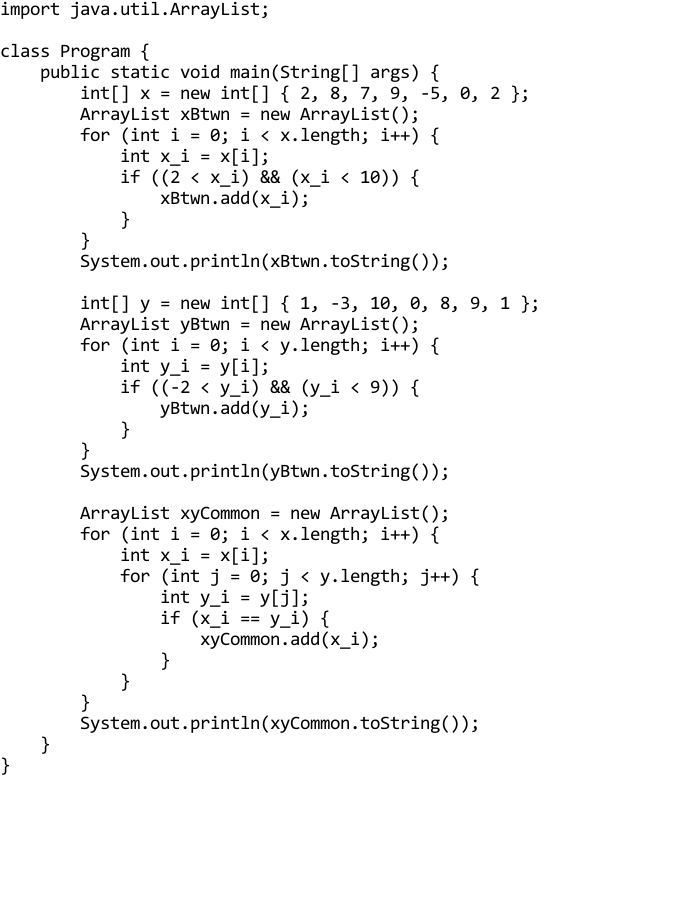 import java.util.ArrayList;

class Program {
    public static void main(String[] args) {
        int[] x = new int[] { 2, 8, 7, 9, -5, 0, 2 };
        ArrayList xBtwn = new ArrayList();
        for (int i = 0; i < x.length; i++) {
            int x_i = x[i];
            if ((2 < x_i) && (x_i < 10)) {
                xBtwn.add(x_i);
            }
        }
        System.out.println(xBtwn.toString());

        int[] y = new int[] { 1, -3, 10, 0, 8, 9, 1 };
        ArrayList yBtwn = new ArrayList();
        for (int i = 0; i < y.length; i++) {
            int y_i = y[i];
            if ((-2 < y_i) && (y_i < 9)) {
                yBtwn.add(y_i);
            }
        }
        System.out.println(yBtwn.toString());

        ArrayList xyCommon = new ArrayList();
        for (int i = 0; i < x.length; i++) {
            int x_i = x[i];
            for (int j = 0; j < y.length; j++) {
                int y_i = y[j];
                if (x_i == y_i) {
                    xyCommon.add(x_i);
                }
            }
        }
        System.out.println(xyCommon.toString());
    }
}